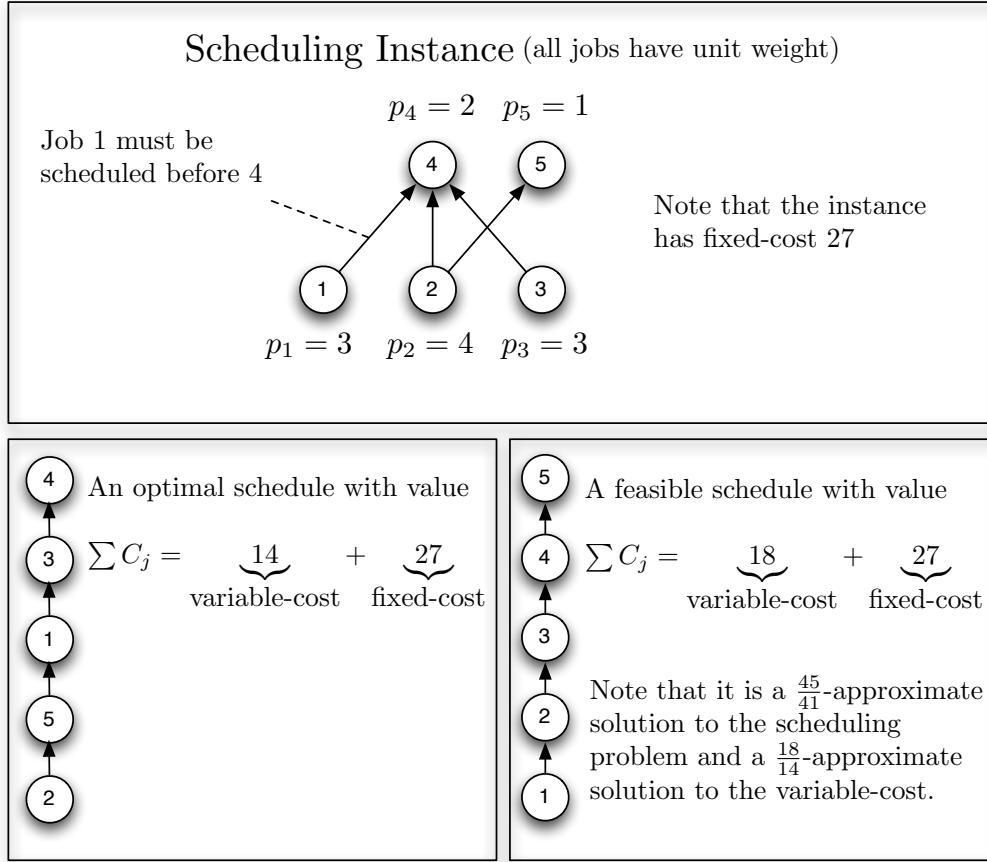 Scheduling Instance (all jobs have unit weight)
p₄ = 2 p₅ = 1
Job 1 must be
scheduled before 4
4 5
Note that the instance
has fixed-cost 27
1 2 3
p₁ = 3 p₂ = 4 p₃ = 3
4
An optimal schedule with value
3
∑ C_j = 14 + 27
variable-cost fixed-cost
1
5
2
5
A feasible schedule with value
4
∑ C_j = 18 + 27
variable-cost fixed-cost
3
2
1
Note that it is a 45/41-approximate
solution to the scheduling
problem and a 18/14-approximate
solution to the variable-cost.